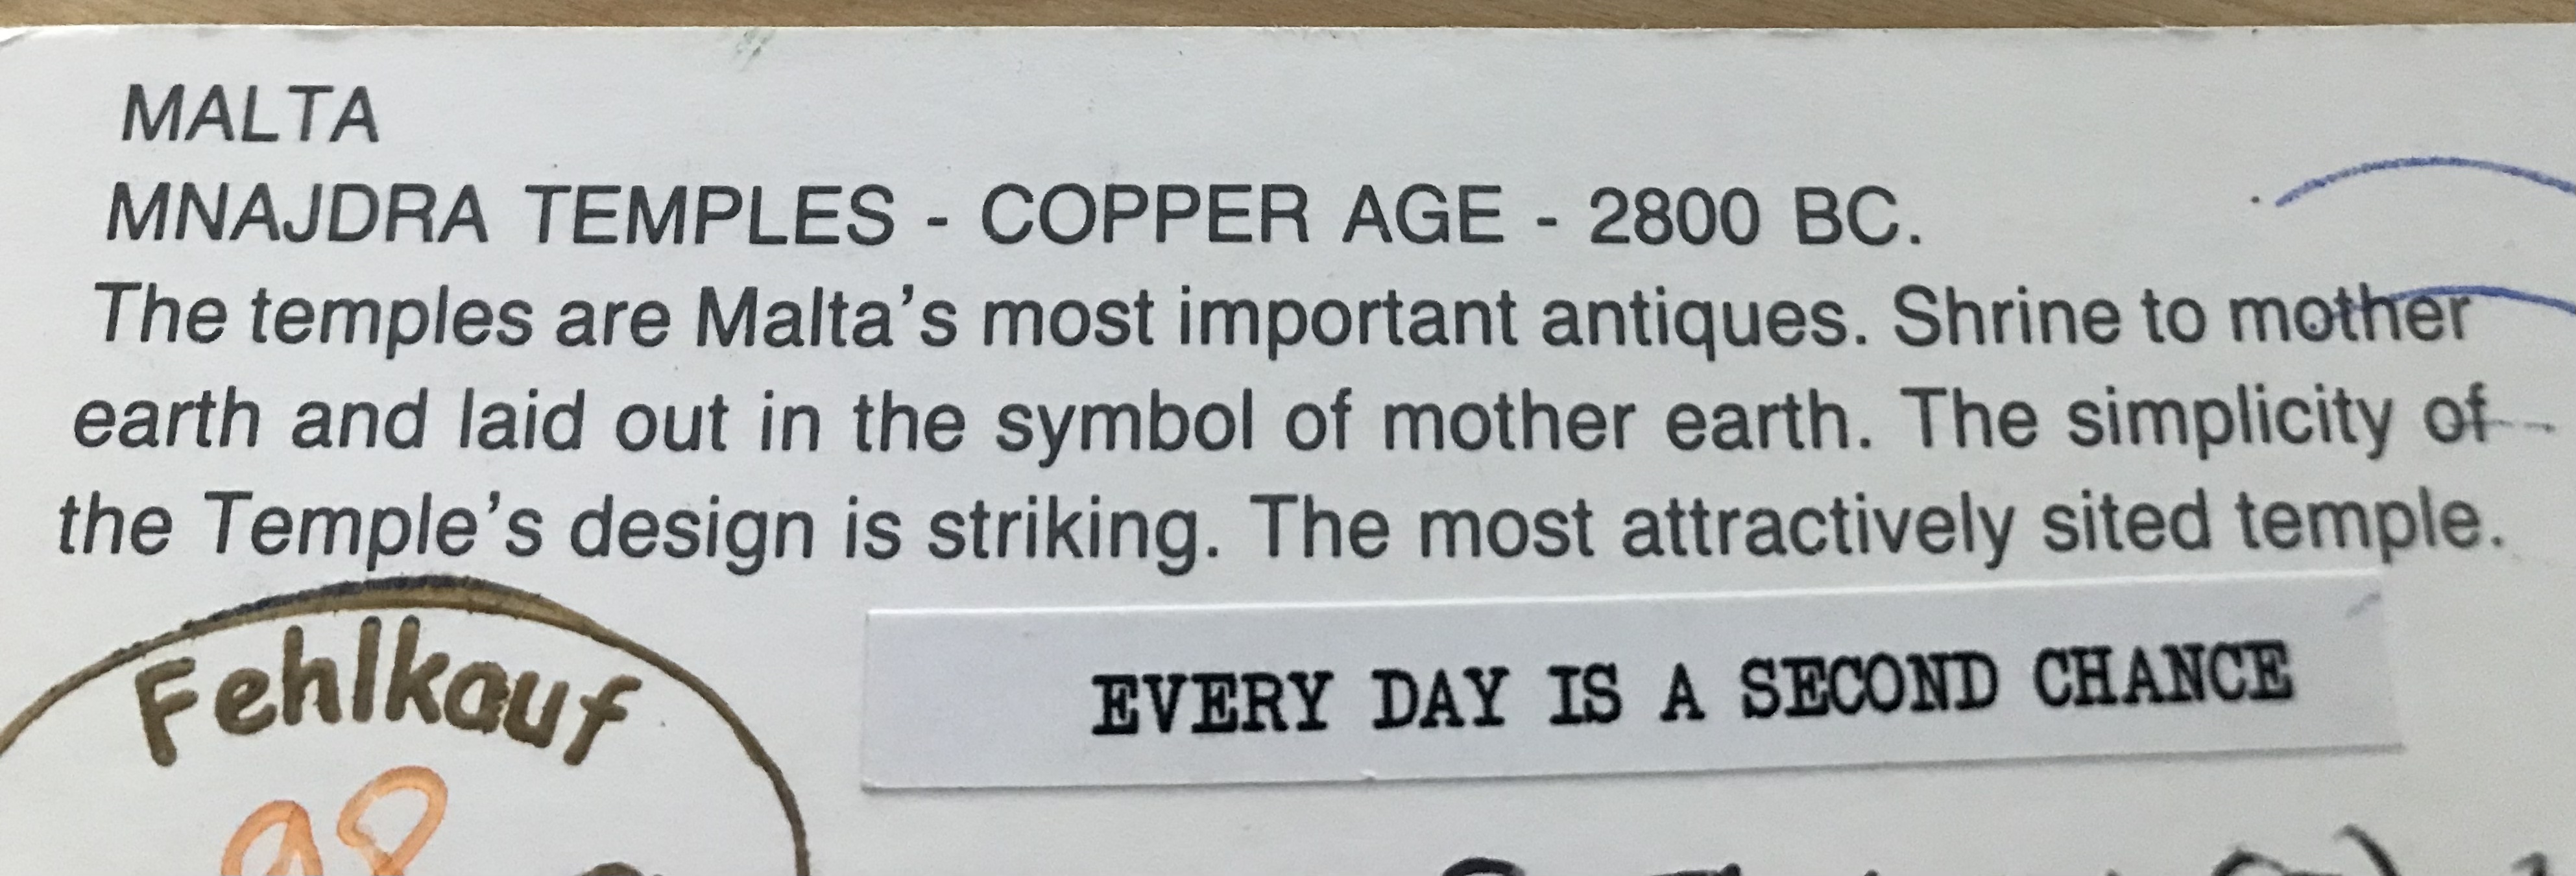 MALTA
MNAJDRA TEMPLES - COPPER AGE - 2800 BC.
The temples are Malta's most important antiques. Shrine to mother
earth and laid out in the symbol of mother earth. The simplicity of
the Temple's design is striking. The most attractively sited temple.
Fehlkauf
EVERY DAY IS A SECOND CHANCE
98